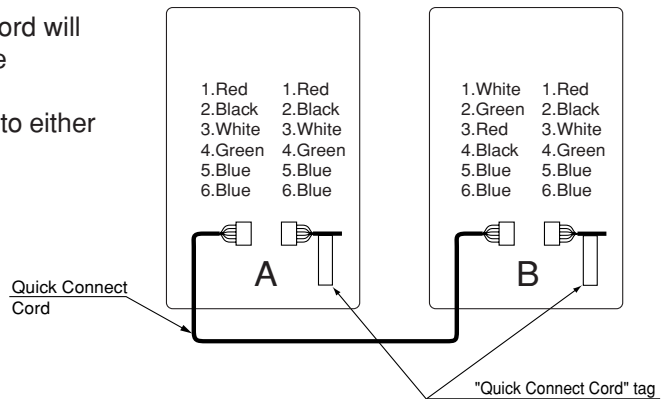 ord will
e
to either
1.Red 1.Red
2.Black 2.Black
3.White 3.White
4.Green 4.Green
5.Blue 5.Blue
6.Blue 6.Blue
1.White 1.Red
2.Green 2.Black
3.Red 3.White
4.Black 4.Green
5.Blue 5.Blue
6.Blue 6.Blue
A
B
Quick Connect
Cord
"Quick Connect Cord" tag